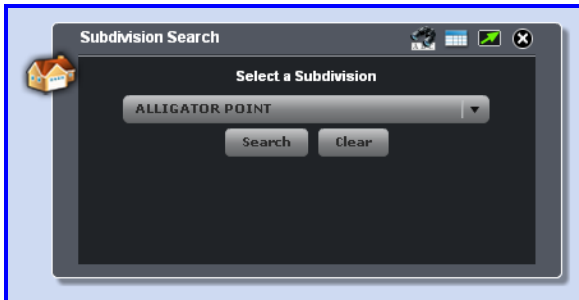 Subdivision Search
Select a Subdivision
ALLIGATOR POINT
Search Clear